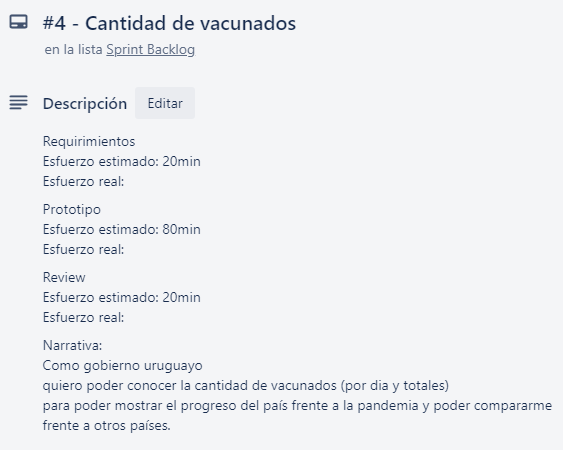 #4 - Cantidad de vacunados
en la lista Sprint Backlog
Descripción Editar
Requirimientos
Esfuerzo estimado: 20min
Esfuerzo real:
Prototipo
Esfuerzo estimado: 80min
Esfuerzo real:
Review
Esfuerzo estimado: 20min
Esfuerzo real:
Narrativa:
Como gobierno uruguayo
quiero poder conocer la cantidad de vacunados (por dia y totales)
para poder mostrar el progreso del país frente a la pandemia y poder compararme
frente a otros países.